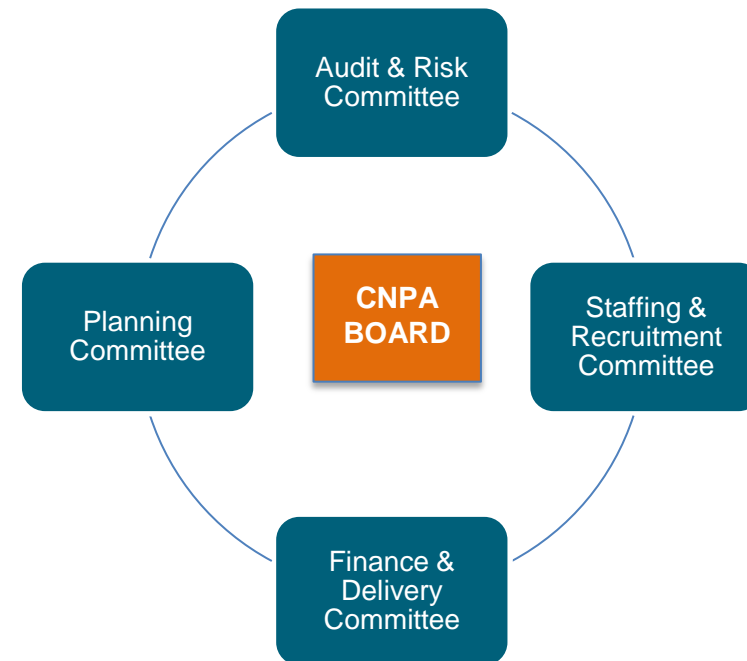 Audit & Risk
Committee
Planning
Committee
CNPA
BOARD
Staffing &
Recruitment
Committee
Finance &
Delivery
Committee